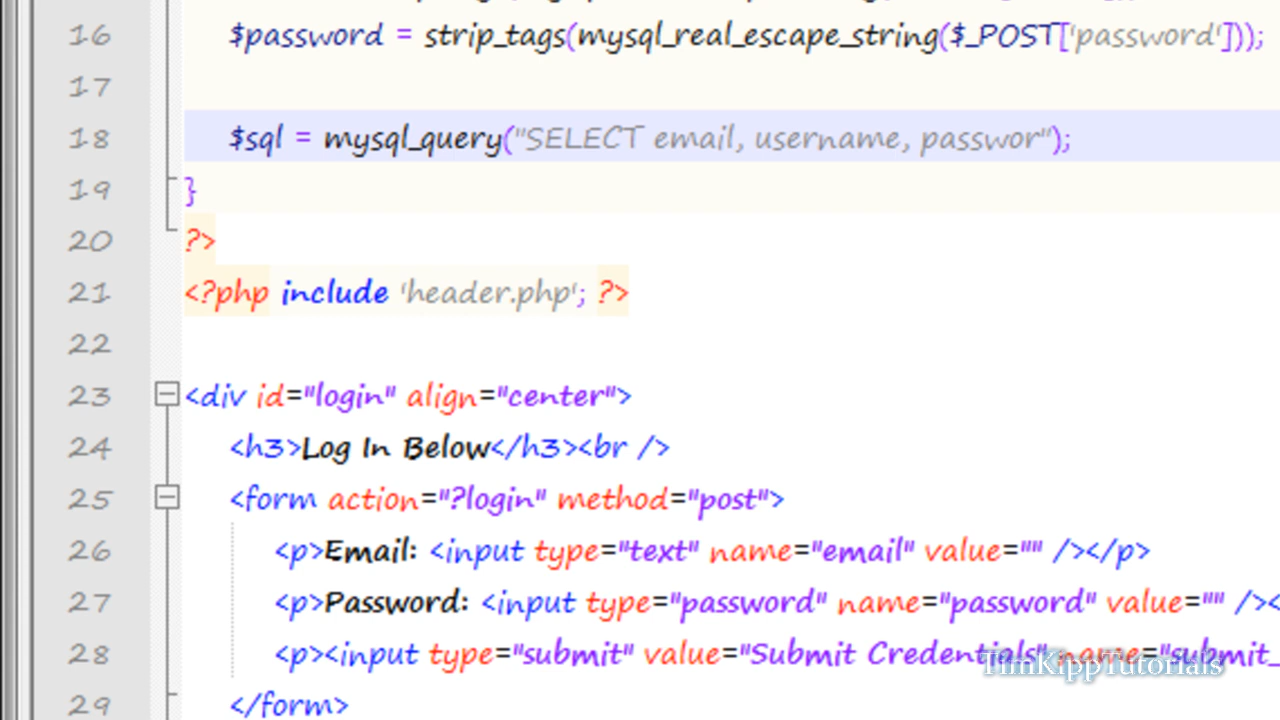 16 $password = strip_tags(mysql_real_escape_string($_POST['password']));
17
18 $sql = mysql_query("SELECT email, username, passwor");
19 }
20 ?>
21 <?php include 'header.php'; ?>
22
23 <div id="login" align="center">
24 <h3>Log In Below</h3><br />
25 <form action="?login" method="post">
26 <p>Email: <input type="text" name="email" value="" /></p>
27 <p>Password: <input type="password" name="password" value="" /><
28 <p><input type="submit" value="Submit Credentials" name="submit_
TimKippTutorials
29 </form>